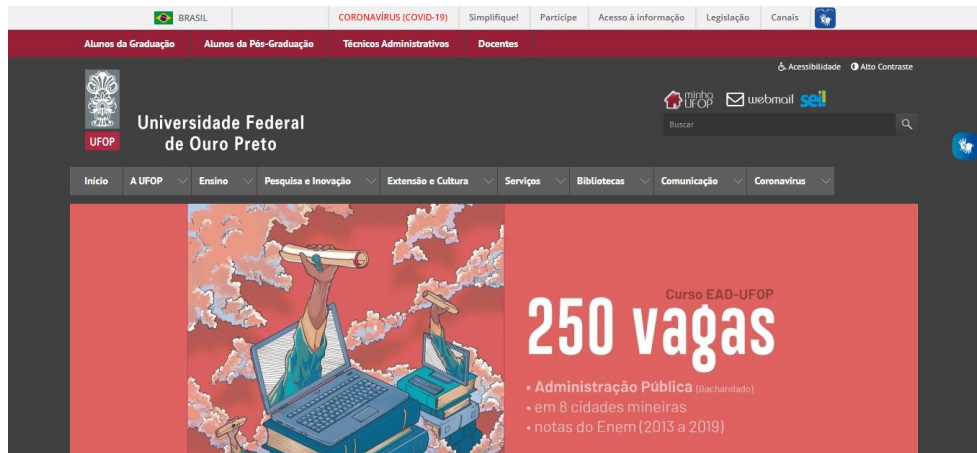 BRASIL CORONAVÍRUS (COVID-19) Simplifique! Participe Acesso à informação Legislação Canais
Alunos da Graduação Alunos da Pós-Graduação Técnicos Administrativos Docentes
Acessibilidade Alto Contraste
UFOP
Universidade Federal
de Ouro Preto
minha
UFOP webmail sei!
Buscar
Início A UFOP Ensino Pesquisa e Inovação Extensão e Cultura Serviços Bibliotecas Comunicação Coronavírus
Curso EAD-UFOP
250 vagas
• Administração Pública (Bacharelado)
• em 8 cidades mineiras
• notas do Enem (2013 a 2019)